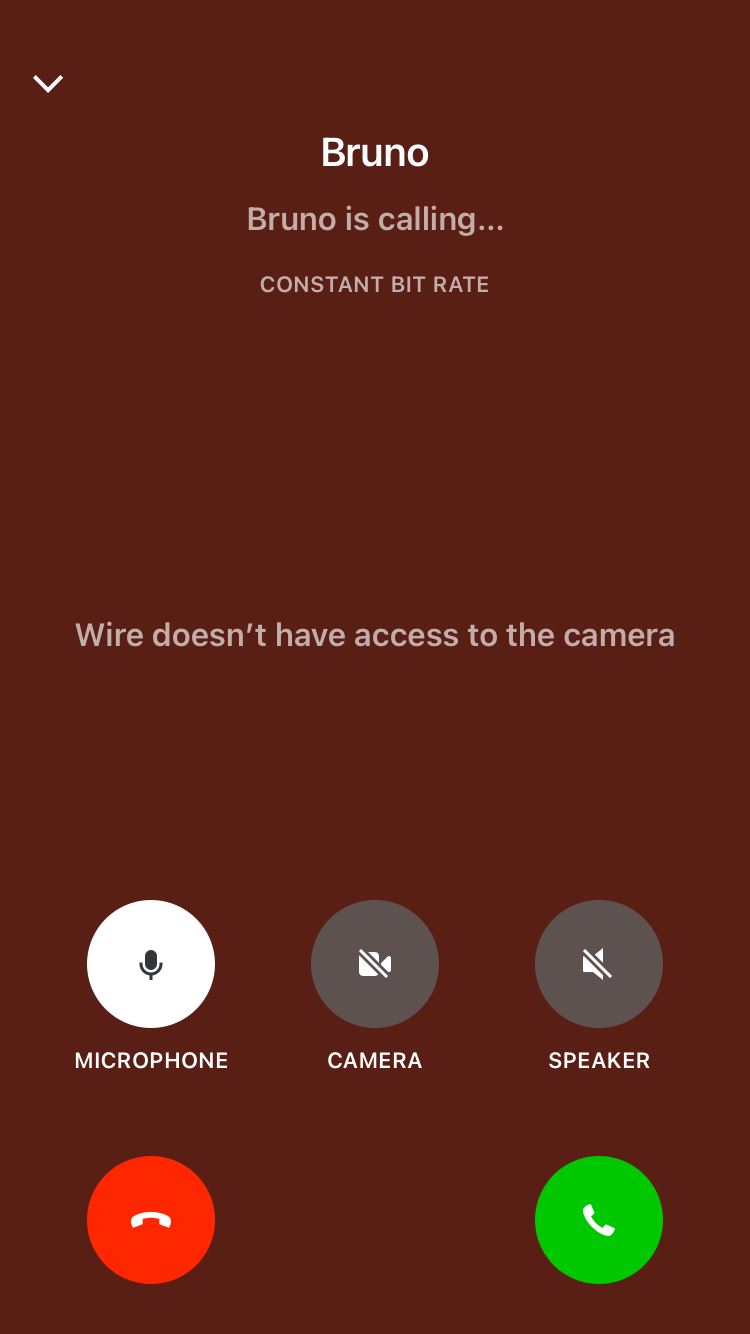 Bruno
Bruno is calling...
CONSTANT BIT RATE
Wire doesn’t have access to the camera
MICROPHONE
CAMERA
SPEAKER